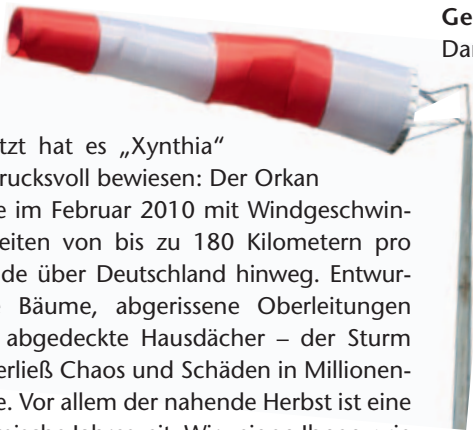 Ge
Dar
tzt hat es „Xynthia“
rucksvoll bewiesen: Der Orkan
e im Februar 2010 mit Windgeschwin-
eiten von bis zu 180 Kilometern pro
de über Deutschland hinweg. Entwur-
Bäume, abgerissene Oberleitungen
abgedeckte Hausdächer – der Sturm
erließ Chaos und Schäden in Millionen-
e. Vor allem der nahende Herbst ist eine